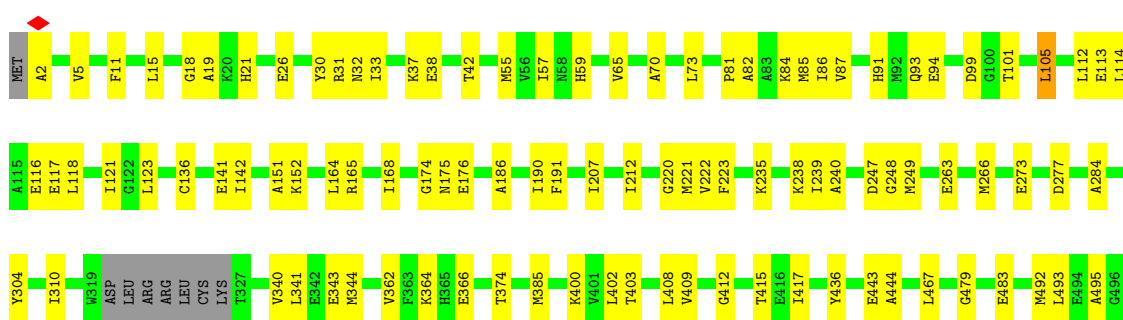 MET A2 V5 F11 L15 G18 A19 K20 H21 E26 Y30 R31 N32 I33 K37 E38 T42 M55 V56 I57 N58 H59 V65 A70 L73 P81 A82 A83 K84 M85 I86 V87 H91 M92 Q93 E94 D99 G100 T101 L105 L112 E113 L114
A115 E116 E117 L118 I121 G122 L123 C136 E141 I142 A151 K152 L164 R165 I168 G174 N175 E176 A186 I190 F191 I207 I212 G220 M221 V222 F223 K235 K238 I239 A240 D247 G248 M249 E263 M266 E273 D277 A284
Y304 I310 W319 ASP LEU ARG ARG LEU CYS LYS T327 V340 L341 E342 E343 M344 V362 F363 K364 H365 E366 T374 M385 K400 V401 L402 T403 L408 V409 G412 T415 E416 I417 Y436 E443 A444 L467 G479 E483 M492 L493 E494 A495 G496